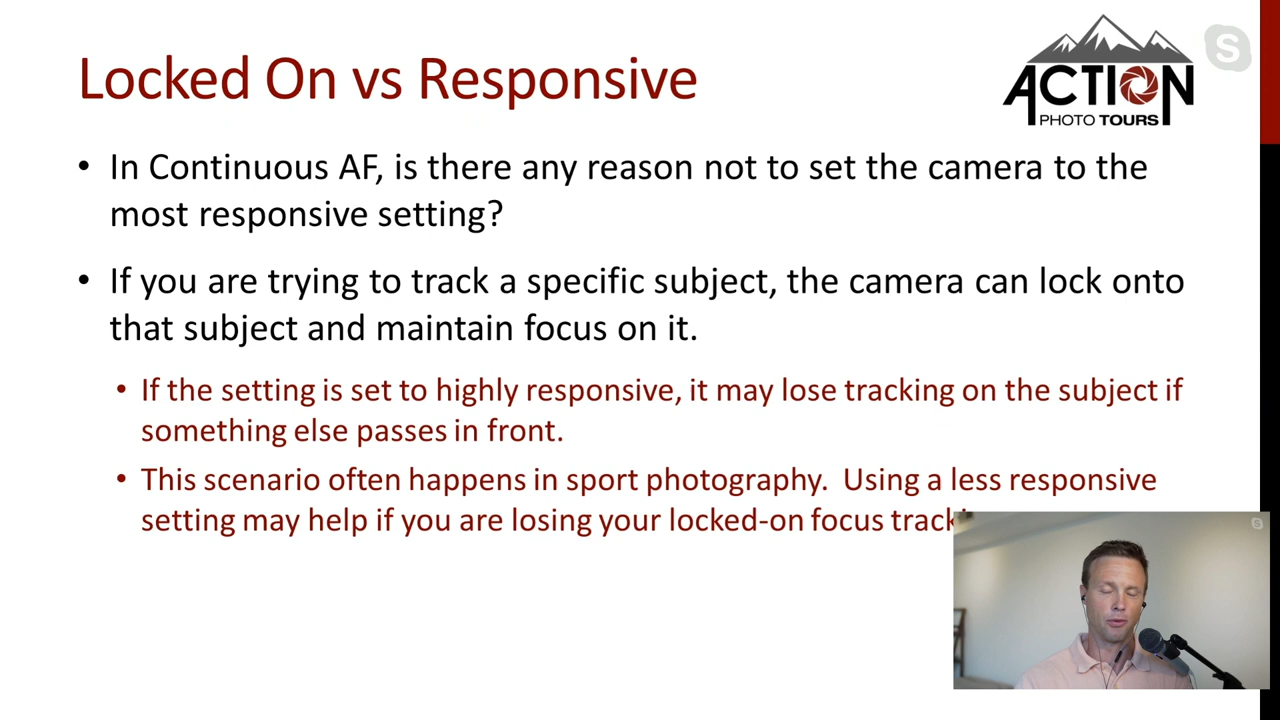 Locked On vs Responsive
ACTION
PHOTO TOURS
• In Continuous AF, is there any reason not to set the camera to the
most responsive setting?
• If you are trying to track a specific subject, the camera can lock onto
that subject and maintain focus on it.
• If the setting is set to highly responsive, it may lose tracking on the subject if
something else passes in front.
• This scenario often happens in sport photography.  Using a less responsive
setting may help if you are losing your locked-on focus